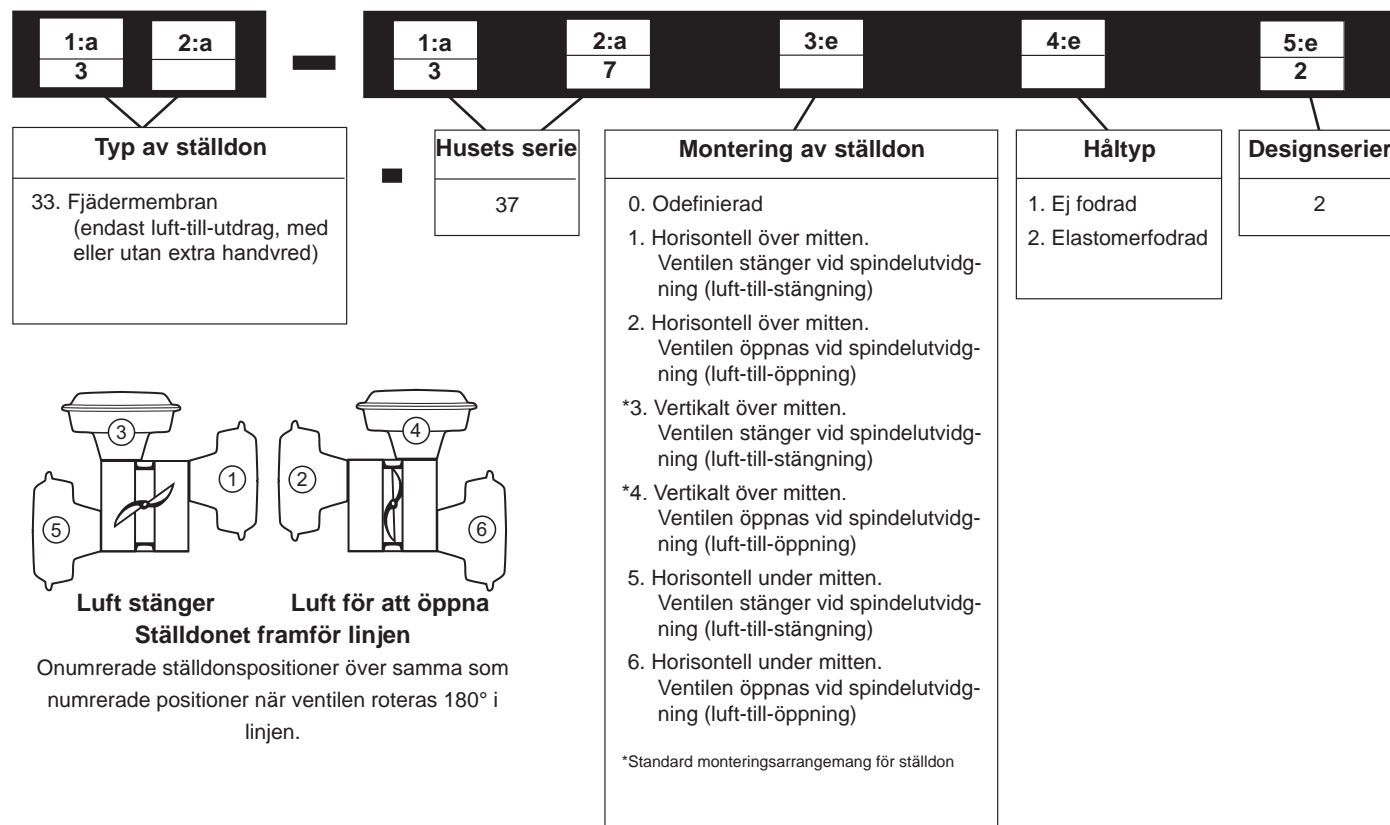 1:a 2:a 1:a 2:a 3:e 4:e 5:e
3 3 7 2
Typ av ställdon
33. Fjädermembran
(endast luft-till-utdrag, med
eller utan extra handvred)
Husets serie
37
Montering av ställdon
0. Odefinierad
1. Horisontell över mitten.
Ventilen stänger vid spindelutvidg-
ning (luft-till-stängning)
2. Horisontell över mitten.
Ventilen öppnas vid spindelutvidg-
ning (luft-till-öppning)
*3. Vertikalt över mitten.
Ventilen stänger vid spindelutvidg-
ning (luft-till-stängning)
*4. Vertikalt över mitten.
Ventilen öppnas vid spindelutvidg-
ning (luft-till-öppning)
5. Horisontell under mitten.
Ventilen stänger vid spindelutvidg-
ning (luft-till-stängning)
6. Horisontell under mitten.
Ventilen öppnas vid spindelutvidg-
ning (luft-till-öppning)
*Standard monteringsarrangemang för ställdon
Håltyp
1. Ej fodrad
2. Elastomerfodrad
Designserier
2
3 4
1 2
5 6
Luft stänger Luft för att öppna
Ställdonet framför linjen
Onumrerade ställdonspositioner över samma som
numrerade positioner när ventilen roteras 180° i
linjen.